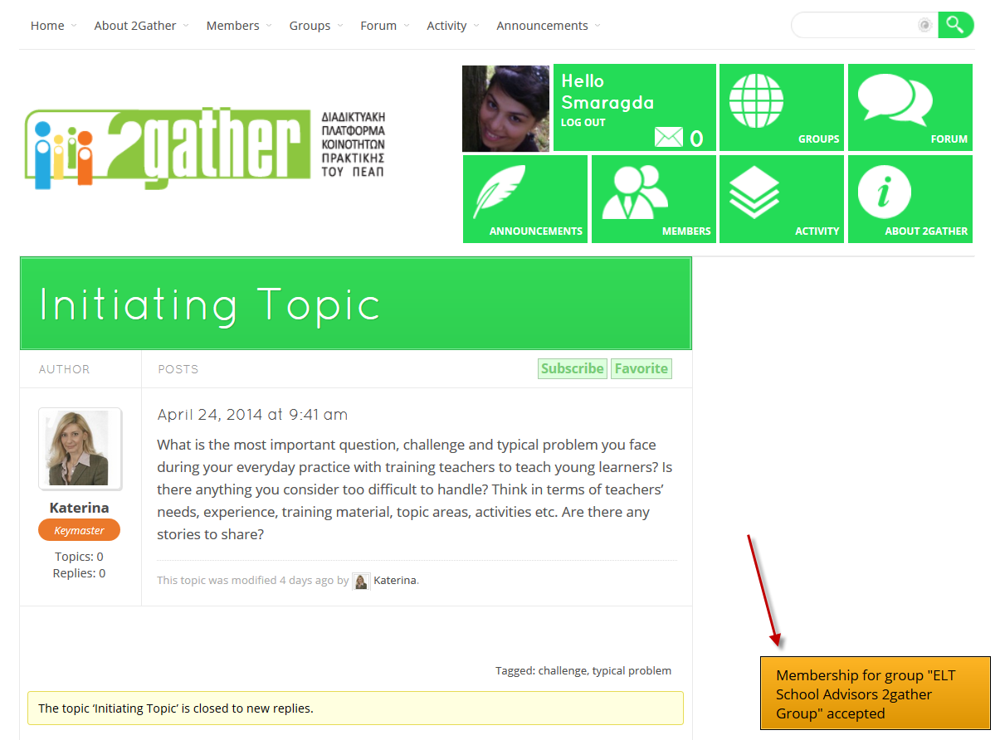 Home About 2Gather Members Groups Forum Activity Announcements
2gather
ΔΙΑΔΙΚΤΥΑΚΗ
ΠΛΑΤΦΟΡΜΑ
ΚΟΙΝΟΤΗΤΩΝ
ΠΡΑΚΤΙΚΗΣ
ΤΟΥ ΠΕΑΠ
Hello
Smaragda
LOG OUT
0
GROUPS
FORUM
ANNOUNCEMENTS
MEMBERS
ACTIVITY
ABOUT 2GATHER
Initiating Topic
AUTHOR
POSTS
Subscribe Favorite
Katerina
Keymaster
Topics: 0
Replies: 0
April 24, 2014 at 9:41 am
What is the most important question, challenge and typical problem you face
during your everyday practice with training teachers to teach young learners? Is
there anything you consider too difficult to handle? Think in terms of teachers’
needs, experience, training material, topic areas, activities etc. Are there any
stories to share?
This topic was modified 4 days ago by Katerina.
Tagged: challenge, typical problem
The topic ‘Initiating Topic’ is closed to new replies.
Membership for group "ELT
School Advisors 2gather
Group" accepted